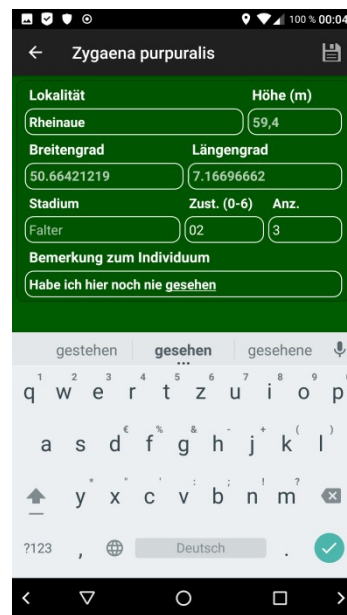 100 % 00:04
Zygaena purpuralis
Lokalität Höhe (m)
Rheinaue 59,4
Breitengrad Längengrad
50.66421219 7.16696662
Stadium Zust. (0-6) Anz.
Falter 02 3
Bemerkung zum Individuum
Habe ich hier noch nie gesehen
gestehen gesehen gesehene
1 2 3 4 5 6 7 8 9 0
q w e r t z u i o p
€ % & - + ( )
a s d f g h j k l
* " : ; ! ?
y x c v b n m
?123 , Deutsch .